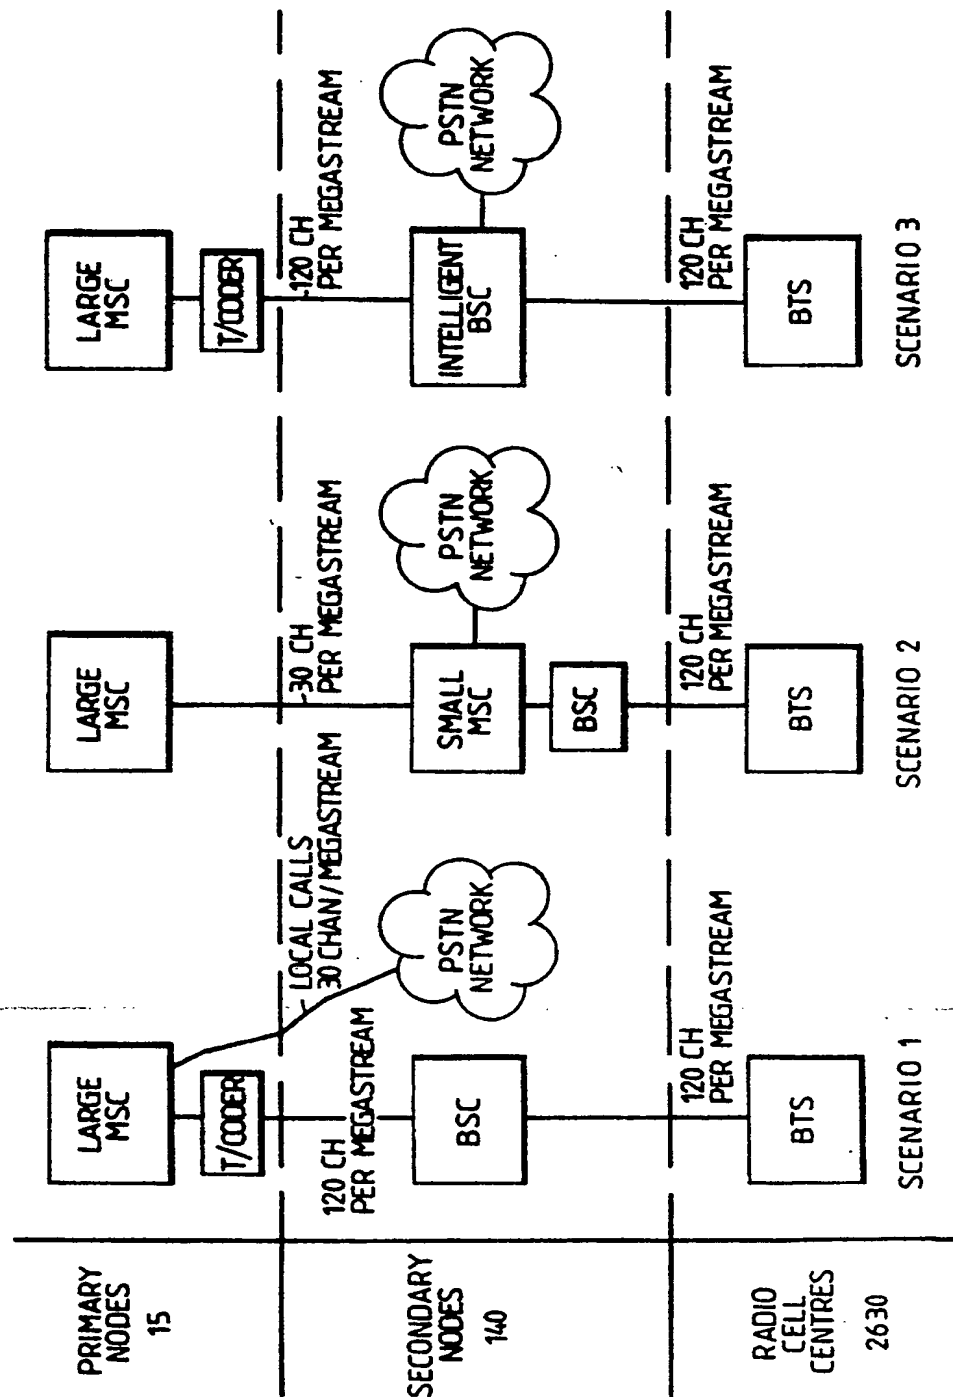 PRIMARY
NODES
15
LARGE
MSC
T/CODER
LARGE
MSC
LARGE
MSC
T/CODER
LOCAL CALLS
30 CHAN/MEGASTREAM
120 CH
PER MEGASTREAM
30 CH
PER MEGASTREAM
120 CH
PER MEGASTREAM
SECONDARY
NODES
140
BSC
PSTN
NETWORK
SMALL
MSC
BSC
PSTN
NETWORK
INTELLIGENT
BSC
PSTN
NETWORK
120 CH
PER MEGASTREAM
120 CH
PER MEGASTREAM
120 CH
PER MEGASTREAM
RADIO
CELL
CENTRES
2630
BTS
BTS
BTS
SCENARIO 1
SCENARIO 2
SCENARIO 3